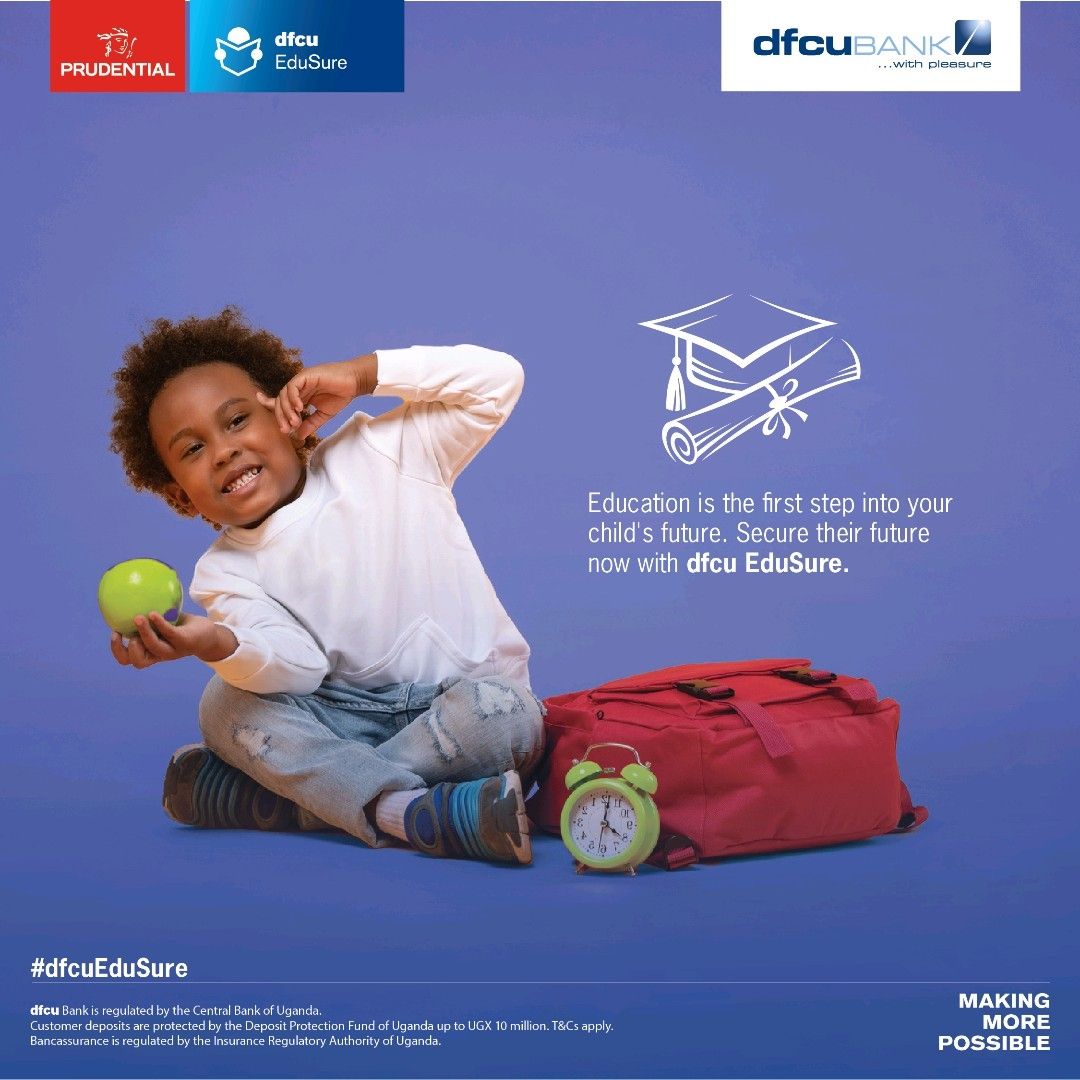 PRUDENTIAL
dfcu
EduSure
dfcu BANK
...with pleasure
Education is the first step into your
child's future. Secure their future
now with dfcu EduSure.
#dfcuEduSure
dfcu Bank is regulated by the Central Bank of Uganda.
Customer deposits are protected by the Deposit Protection Fund of Uganda up to UGX 10 million. T&Cs apply.
Bancassurance is regulated by the Insurance Regulatory Authority of Uganda.
MAKING
MORE
POSSIBLE